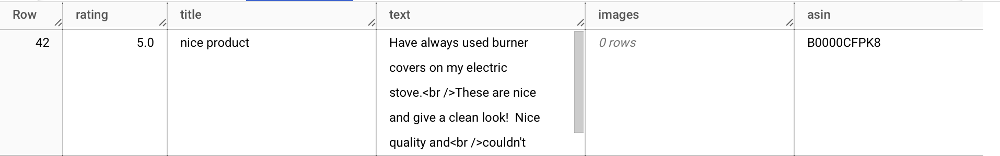 Row rating title text images asin
42 5.0 nice product Have always used burner 0 rows B0000CFPK8
covers on my electric
stove.<br />These are nice
and give a clean look!  Nice
quality and<br />couldn't